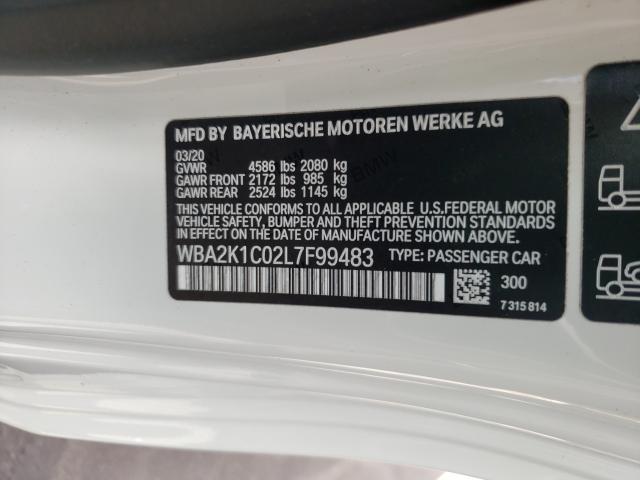 MFD BY BAYERISCHE MOTOREN WERKE AG
03/20
GVWR 4586 lbs 2080 kg
GAWR FRONT 2172 lbs 985 kg
GAWR REAR 2524 lbs 1145 kg
THIS VEHICLE CONFORMS TO ALL APPLICABLE U.S.FEDERAL MOTOR
VEHICLE SAFETY, BUMPER, AND THEFT PREVENTION STANDARDS
IN EFFECT ON THE DATE OF MANUFACTURE SHOWN ABOVE.
WBA2K1C02L7F99483 TYPE: PASSENGER CAR
300
7 315 814
BMW